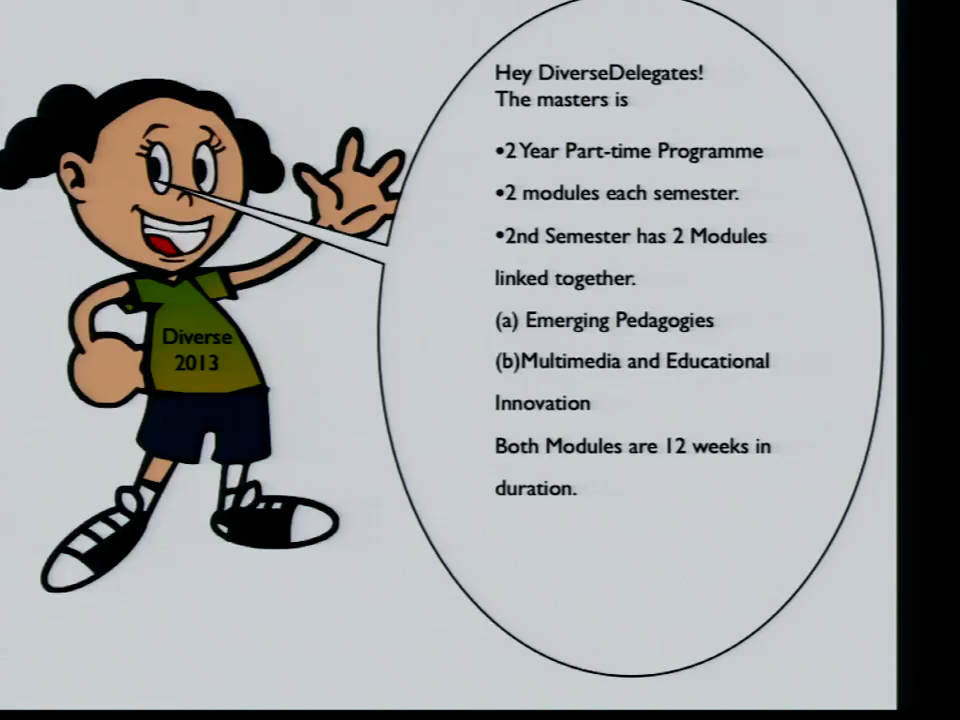 Hey DiverseDelegates!
The masters is
•2 Year Part-time Programme
•2 modules each semester.
•2nd Semester has 2 Modules
linked together.
(a) Emerging Pedagogies
(b)Multimedia and Educational
Innovation
Both Modules are 12 weeks in
duration.
Diverse
2013